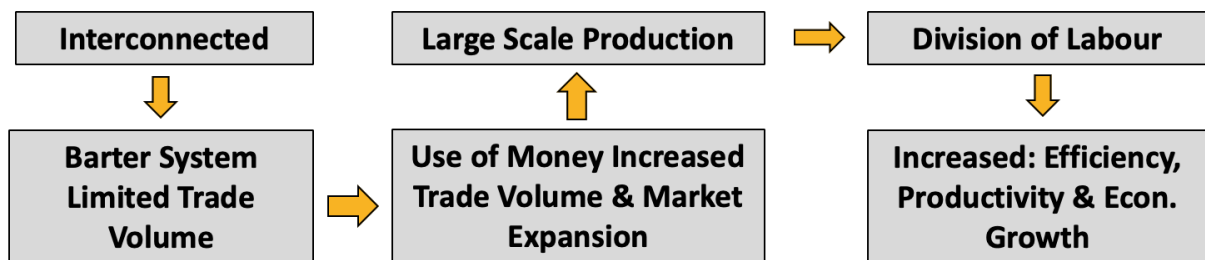 Interconnected
Barter System
Limited Trade
Volume
Use of Money Increased
Trade Volume & Market
Expansion
Large Scale Production
Division of Labour
Increased: Efficiency,
Productivity & Econ.
Growth